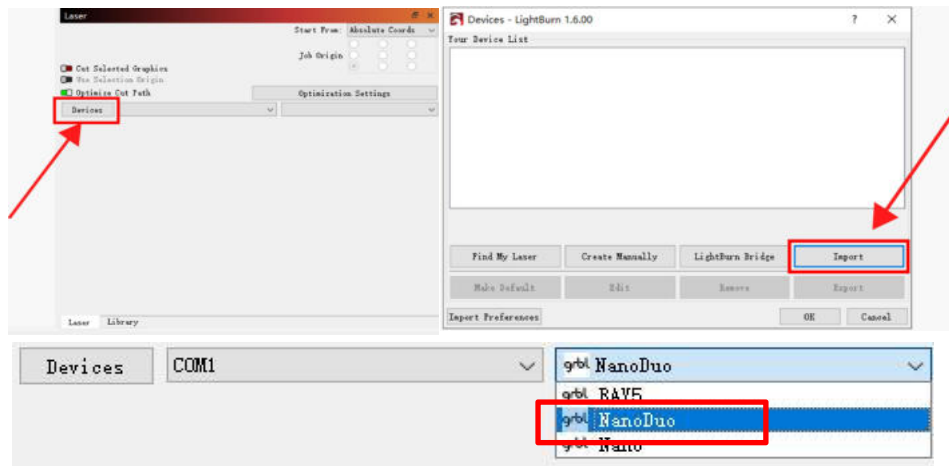 Laser
Start From: Absolute Coords
Job Origin
Cut Selected Graphics
Use Selection Origin
Optimize Cut Path
Optimization Settings
Devices
Laser Library
Devices - LightBurn 1.6.00
Your Device List
Find My Laser Create Manually LightBurn Bridge Import
Make Default Edit Remove Export
Import Preferences OK Cancel
Devices COM1 grbl NanoDuo
grbl RAY5
grbl NanoDuo
grbl Nano